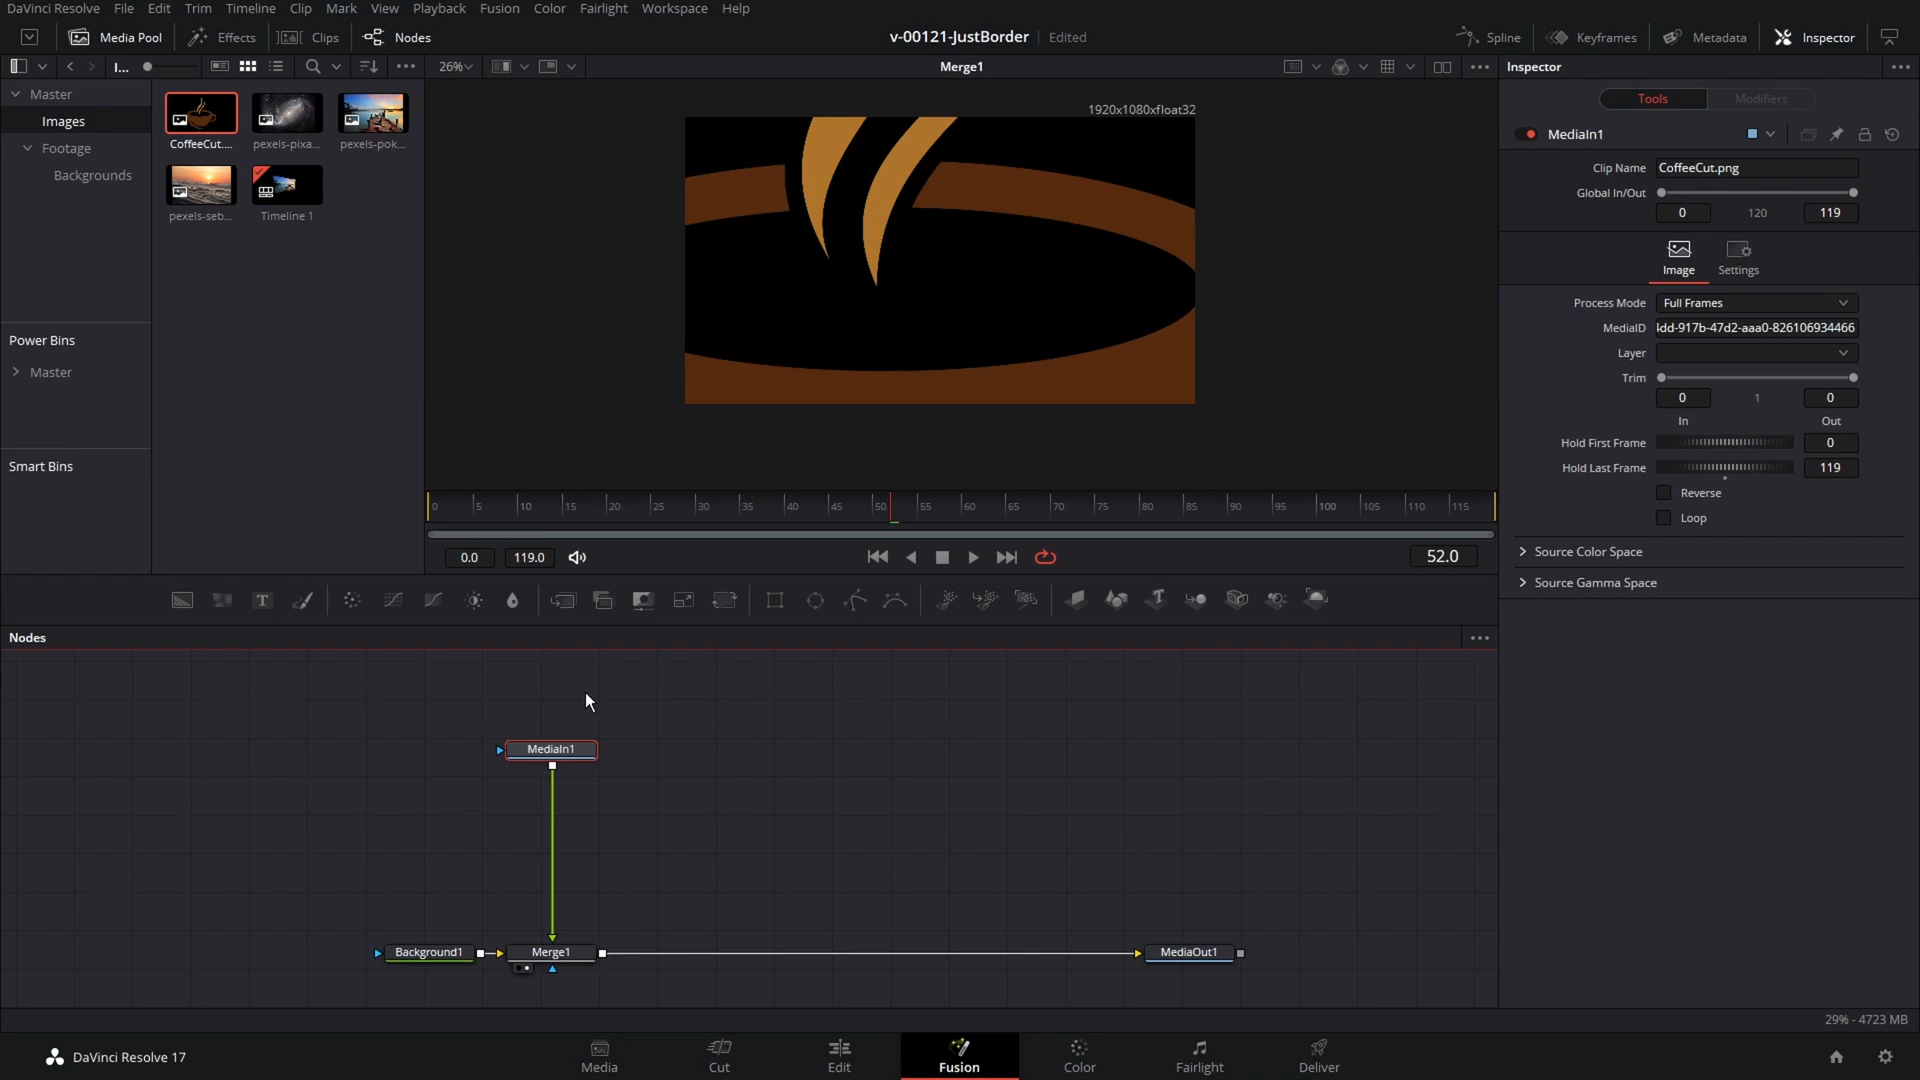 DaVinci Resolve File Edit Trim Timeline Clip Mark View Playback Fusion Color Fairlight Workspace Help
Media Pool Effects Clips Nodes v-00121-JustBorder Edited Spline Keyframes Metadata Inspector
I... 26% Merge1 Inspector
Master
Images
Footage
Backgrounds
CoffeeCut....
pexels-pixa...
pexels-pok...
pexels-seb...
Timeline 1
Power Bins
Master
Smart Bins
1920x1080xfloat32
0 5 10 15 20 25 30 35 40 45 50 55 60 65 70 75 80 85 90 95 100 105 110 115
0.0 119.0 52.0
Tools Modifiers
MediaIn1
Clip Name CoffeeCut.png
Global In/Out
0 120 119
Image Settings
Process Mode Full Frames
MediaID ldd-917b-47d2-aaa0-826106934466
Layer
Trim
0 1 0
In Out
Hold First Frame 0
Hold Last Frame 119
Reverse
Loop
Source Color Space
Source Gamma Space
T
Nodes
MediaIn1
Background1 Merge1 MediaOut1
29% - 4723 MB
DaVinci Resolve 17
Media Cut Edit Fusion Color Fairlight Deliver